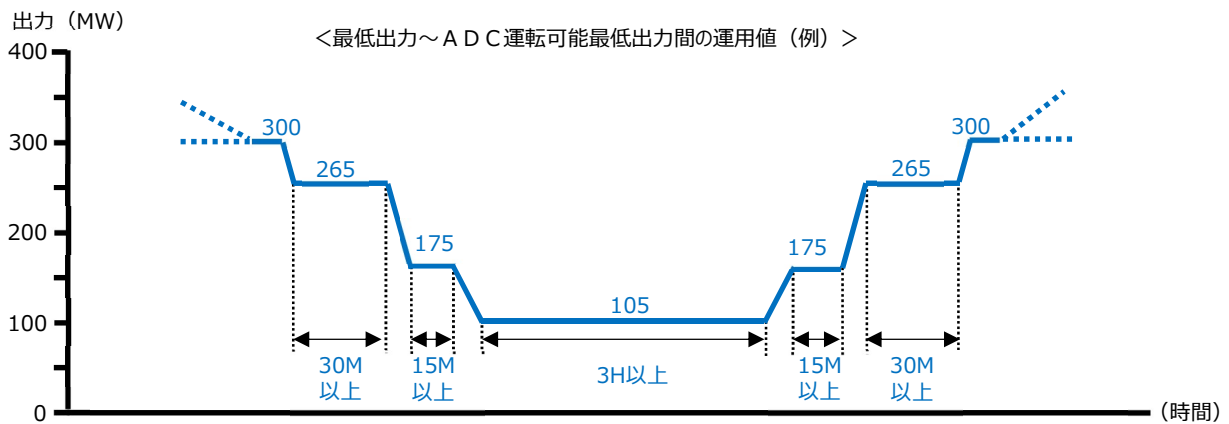 出力（MW）
＜最低出力～ＡＤＣ運転可能最低出力間の運用値（例）＞
400
300
200
100
0
300
265
175
105
175
265
300
30M
以上
15M
以上
3H以上
15M
以上
30M
以上
（時間）